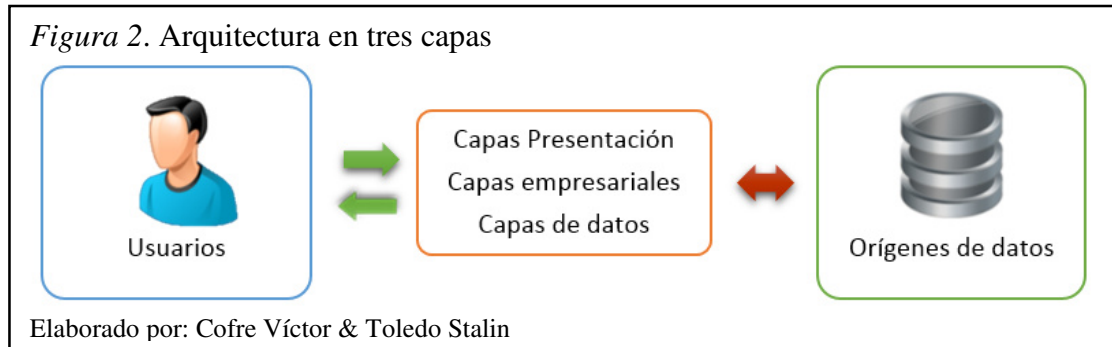 Figura 2. Arquitectura en tres capas
Usuarios
Capas Presentación
Capas empresariales
Capas de datos
Orígenes de datos
Elaborado por: Cofre Víctor & Toledo Stalin